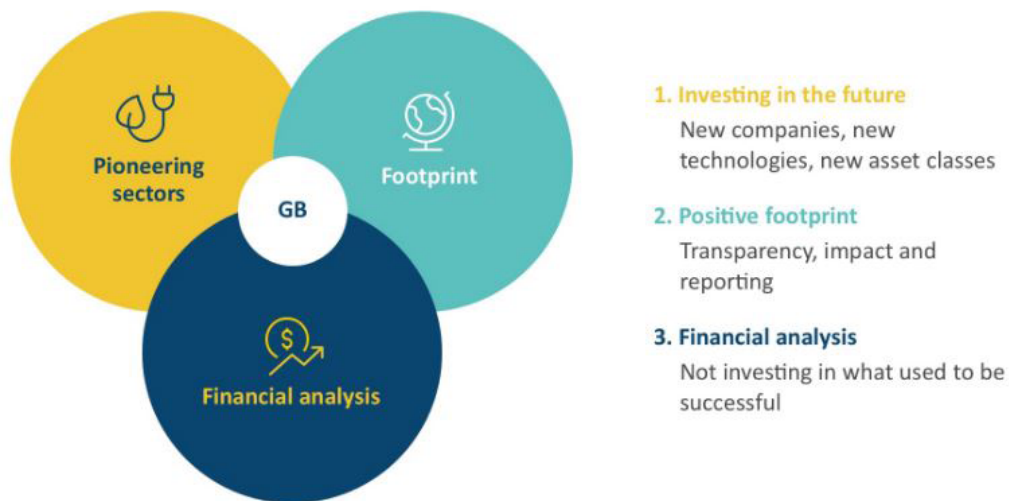 Pioneering
sectors
Footprint
GB
$
Financial analysis
1. Investing in the future
New companies, new
technologies, new asset classes
2. Positive footprint
Transparency, impact and
reporting
3. Financial analysis
Not investing in what used to be
successful